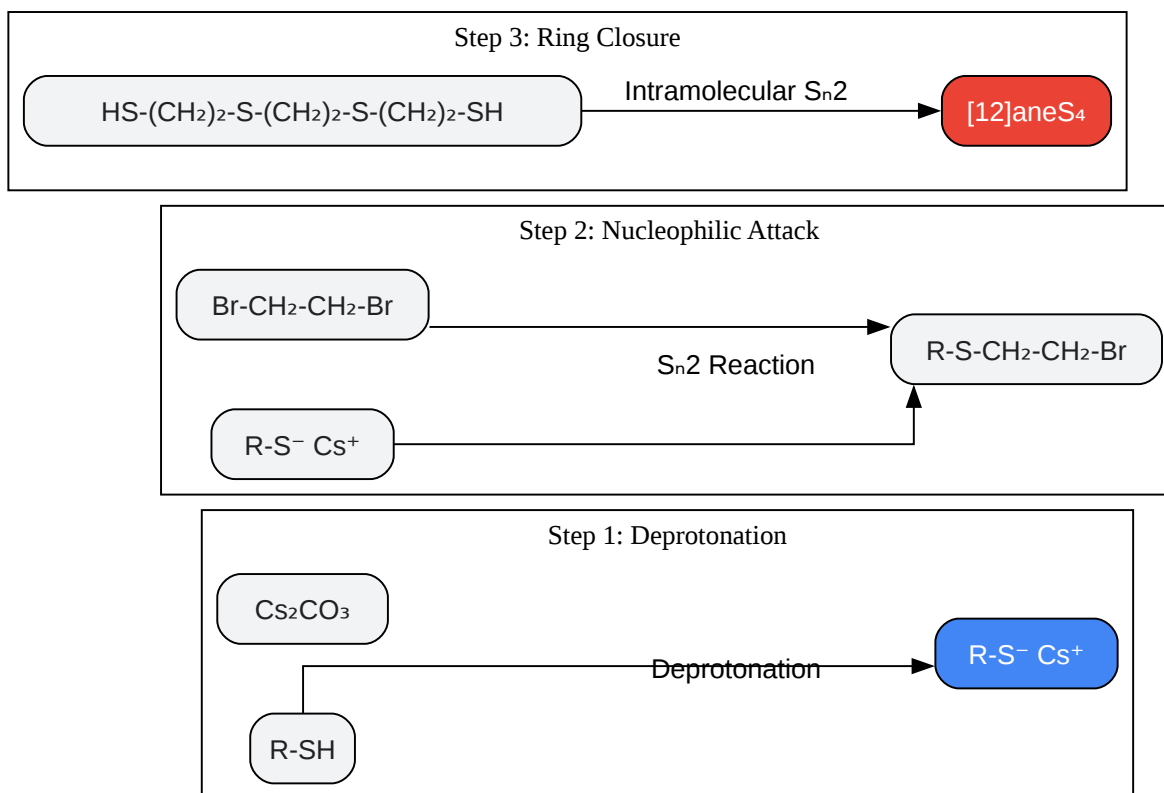 Step 3: Ring Closure
HS-(CH₂)₂-S-(CH₂)₂-S-(CH₂)₂-SH
Intramolecular Sₙ2
[12]aneS₄
Step 2: Nucleophilic Attack
Br-CH₂-CH₂-Br
R-S-CH₂-CH₂-Br
Sₙ2 Reaction
R-S⁻ Cs⁺
Step 1: Deprotonation
Cs₂CO₃
R-S⁻ Cs⁺
Deprotonation
R-SH